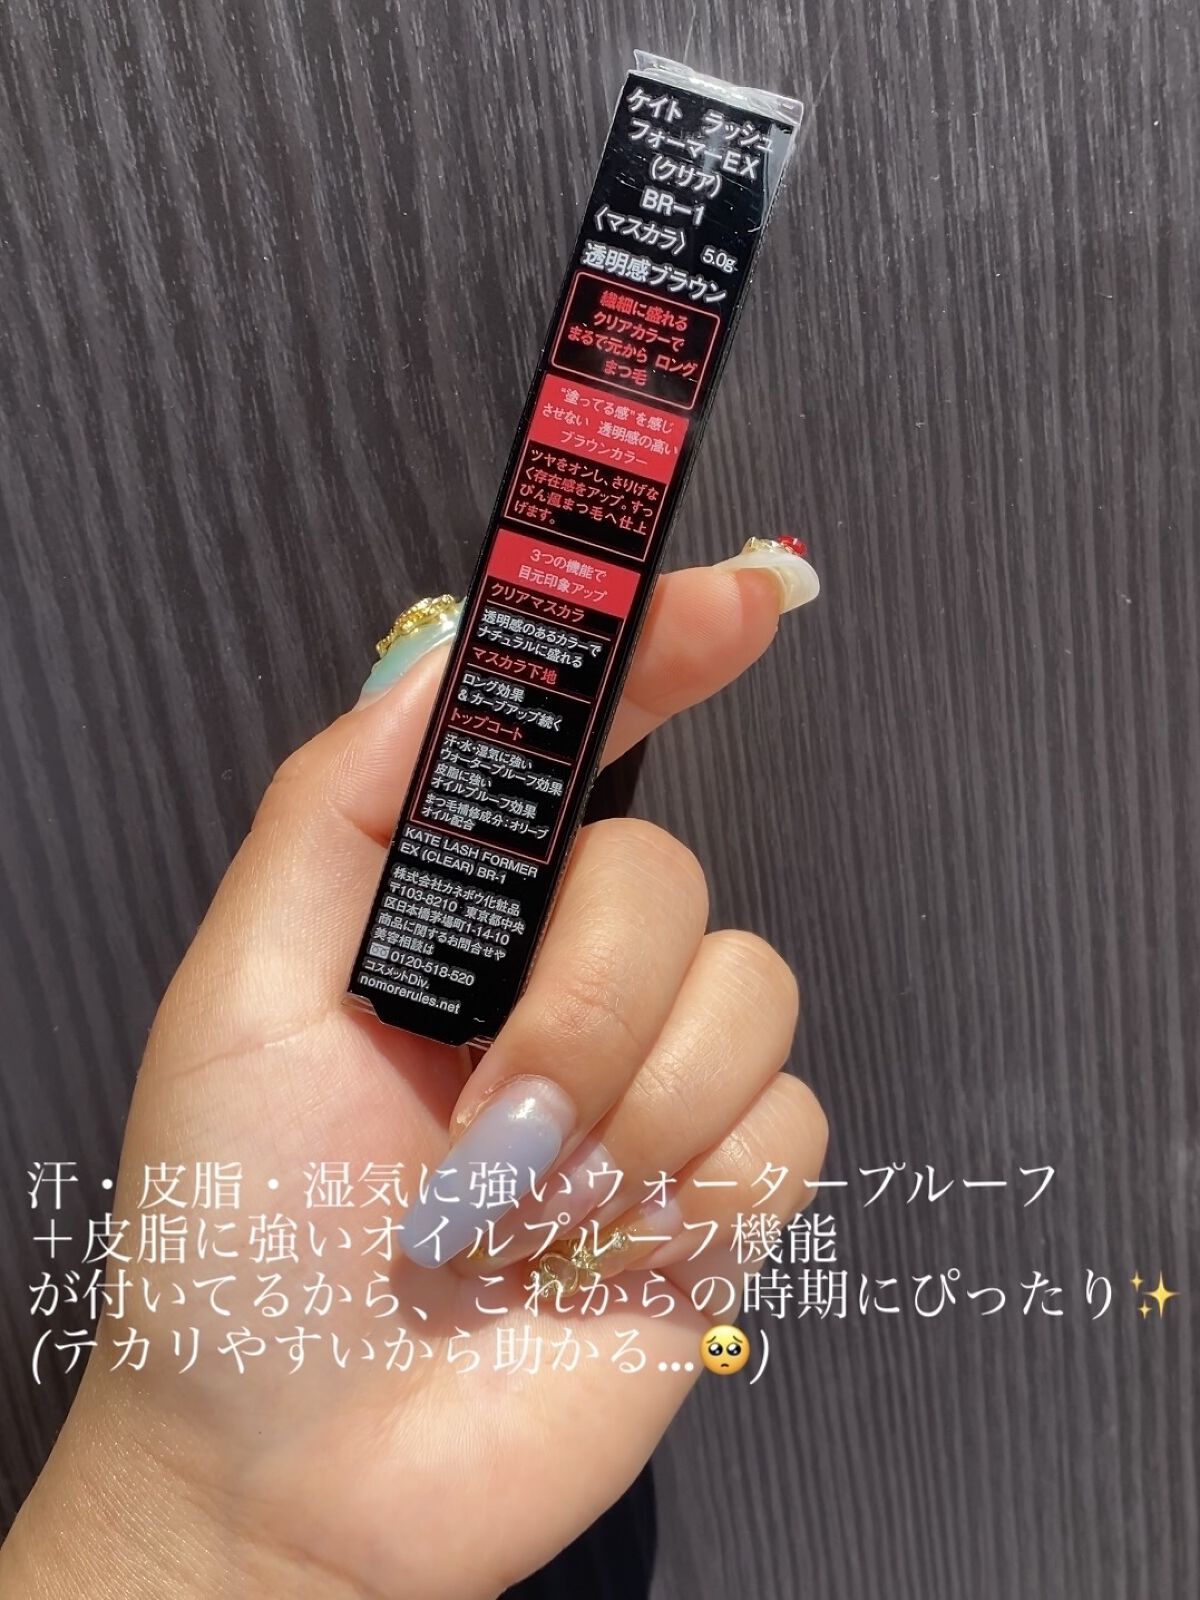 ケイト ラッシュ
フォーマーEX
(クリア)
BR-1
〈マスカラ〉 5.0g
透明感ブラウン
繊細に盛れる
クリアカラーで
まるで元から ロング
まつ毛
“塗ってる感”を感じ
させない 透明感の高い
ブラウンカラー
ツヤをオンし、さりげな
く存在感をアップ。すっ
ぴん風まつ毛へ仕上
げます。
3つの機能で
目元印象アップ
クリアマスカラ
透明感のあるカラーで
ナチュラルに盛れる
マスカラ下地
ロング効果
&カーブアップ続く
トップコート
汗・水・湿気に強い
ウォータープルーフ効果
皮脂に強い
オイルプルーフ効果
まつ毛補修成分：オリーブ
オイル配合
KATE LASH FORMER
EX (CLEAR) BR-1
株式会社カネボウ化粧品
〒103-8210 東京都中央
区日本橋茅場町1-14-10
商品に関するお問合せや
美容相談は
0120-518-520
コスメットDiv.
nomorerules.net
汗・皮脂・湿気に強いウォータープルーフ
＋皮脂に強いオイルプルーフ機能
が付いてるから、これからの時期にぴったり✨
(テカリやすいから助かる...🥺)